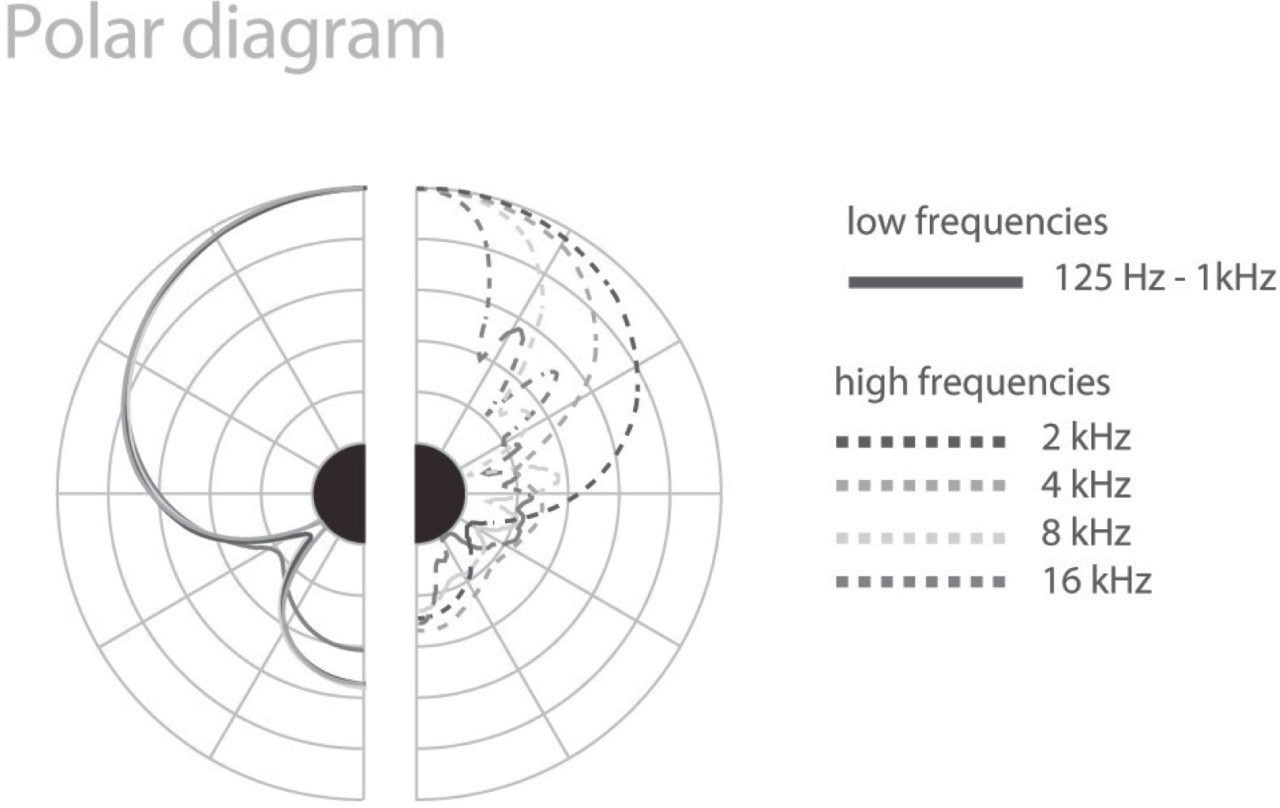 Polar diagram
low frequencies
125 Hz - 1kHz
high frequencies
2 kHz
4 kHz
8 kHz
16 kHz